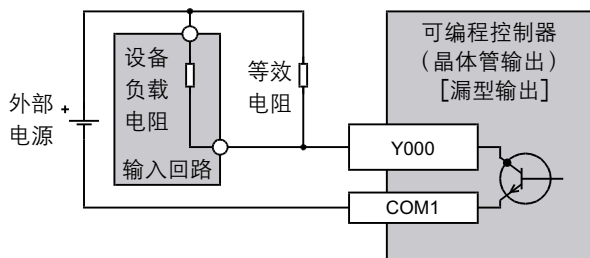 外部
电源
+
设备
负载
电阻
输入回路
等效
电阻
可编程控制器
（晶体管输出）
[漏型输出]
Y000
COM1